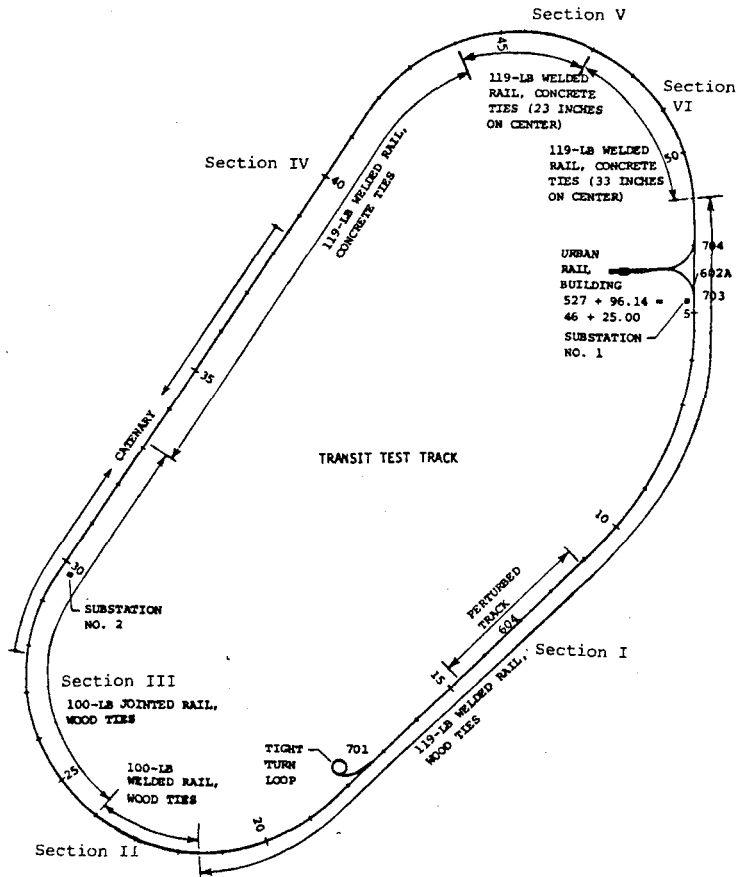 Section V
45
119-LB WELDED
RAIL, CONCRETE
TIES (23 INCHES
ON CENTER)
Section
VI
119-LB WELDED
RAIL, CONCRETE
TIES (33 INCHES
ON CENTER)
50
Section IV
40
119-LB WELDED RAIL,
CONCRETE TIES
704
URBAN
RAIL
BUILDING
527 + 96.14 =
46 + 25.00
602A
703
5
SUBSTATION
NO. 1
35
CATENARY
TRANSIT TEST TRACK
10
30
SUBSTATION
NO. 2
PERTURBED
TRACK
604
Section I
15
119-LB WELDED RAIL,
WOOD TIES
Section III
100-LB JOINTED RAIL,
WOOD TIES
TIGHT
TURN
LOOP
701
25
100-LB
WELDED RAIL,
WOOD TIES
20
Section II